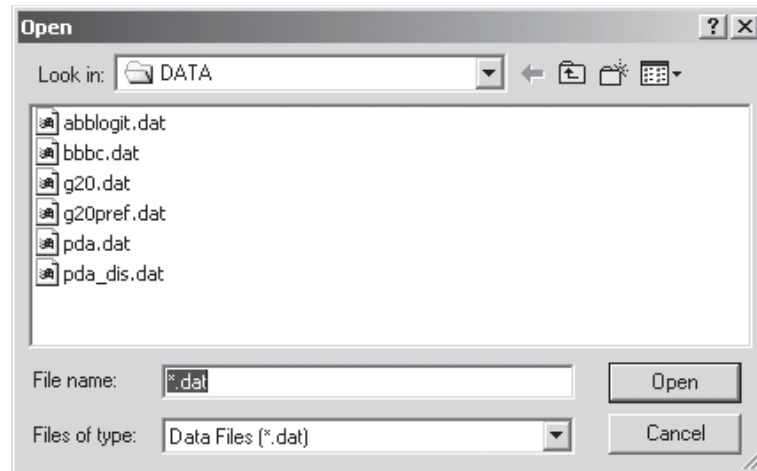 Open
Look in: DATA
abblogit.dat
bbbc.dat
g20.dat
g20pref.dat
pda.dat
pda_dis.dat
File name: *.dat Open
Files of type: Data Files (*.dat) Cancel